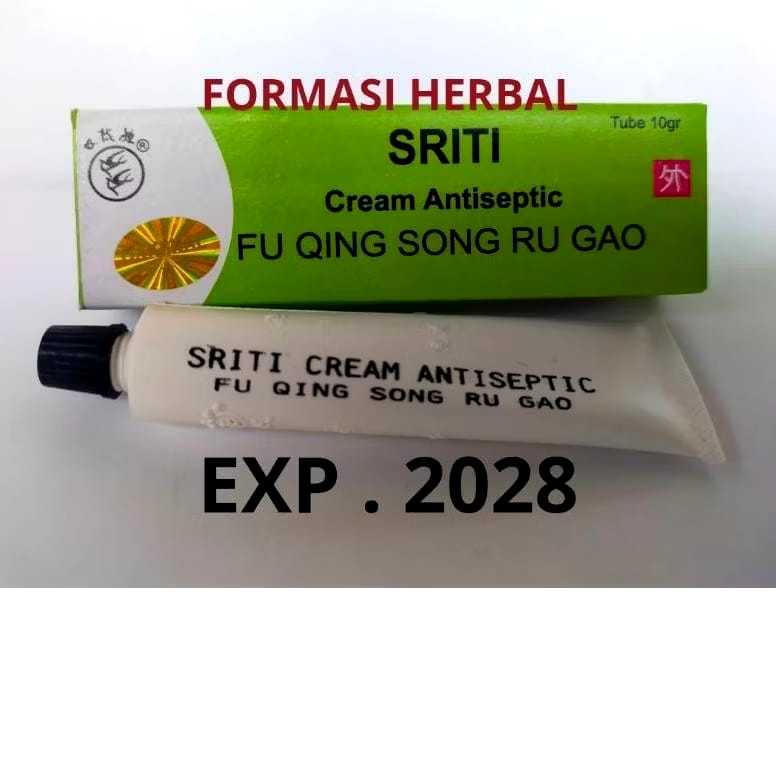 FORMASI HERBAL
Tube 10gr
SRITI
®
外
Cream Antiseptic
FU QING SONG RU GAO
SRITI CREAM ANTISEPTIC
FU QING SONG RU GAO
EXP . 2028